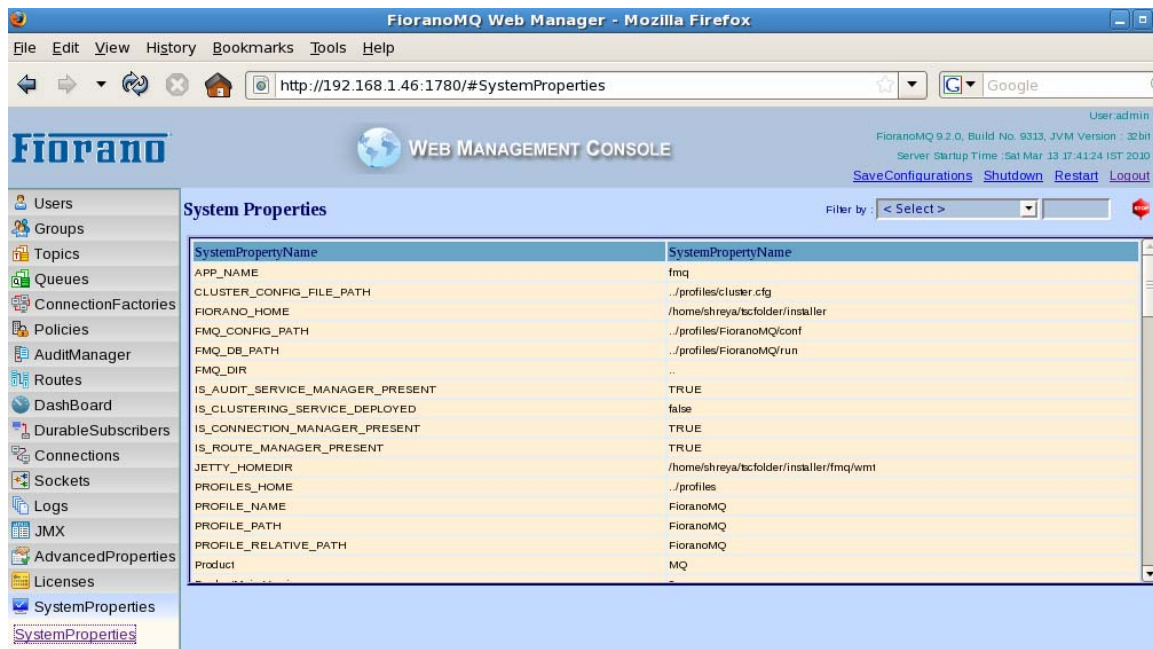 FioranoMQ Web Manager - Mozilla Firefox
File Edit View History Bookmarks Tools Help
http://192.168.1.46:1780/#SystemProperties
G Google
Fiorano
WEB MANAGEMENT CONSOLE
User:admin
FioranoMQ 9.2.0, Build No. 9313, JVM Version : 32bit
Server Startup Time :Sat Mar 13 17:41:24 IST 2010
SaveConfigurations Shutdown Restart Logout
Users
Groups
Topics
Queues
ConnectionFactories
Policies
AuditManager
Routes
DashBoard
DurableSubscribers
Connections
Sockets
Logs
JMX
AdvancedProperties
Licenses
SystemProperties
SystemProperties
System Properties
Filter by : < Select >
STOP
SystemPropertyName SystemPropertyName
APP_NAME fmq
CLUSTER_CONFIG_FILE_PATH ../profiles/cluster.cfg
FIORANO_HOME /home/shreya/tscfolder/installer
FMQ_CONFIG_PATH ../profiles/FioranoMQ/conf
FMQ_DB_PATH ../profiles/FioranoMQ/run
FMQ_DIR ..
IS_AUDIT_SERVICE_MANAGER_PRESENT TRUE
IS_CLUSTERING_SERVICE_DEPLOYED false
IS_CONNECTION_MANAGER_PRESENT TRUE
IS_ROUTE_MANAGER_PRESENT TRUE
JETTY_HOMEDIR /home/shreya/tscfolder/installer/fmq/wmt
PROFILES_HOME ../profiles
PROFILE_NAME FioranoMQ
PROFILE_PATH FioranoMQ
PROFILE_RELATIVE_PATH FioranoMQ
Product MQ